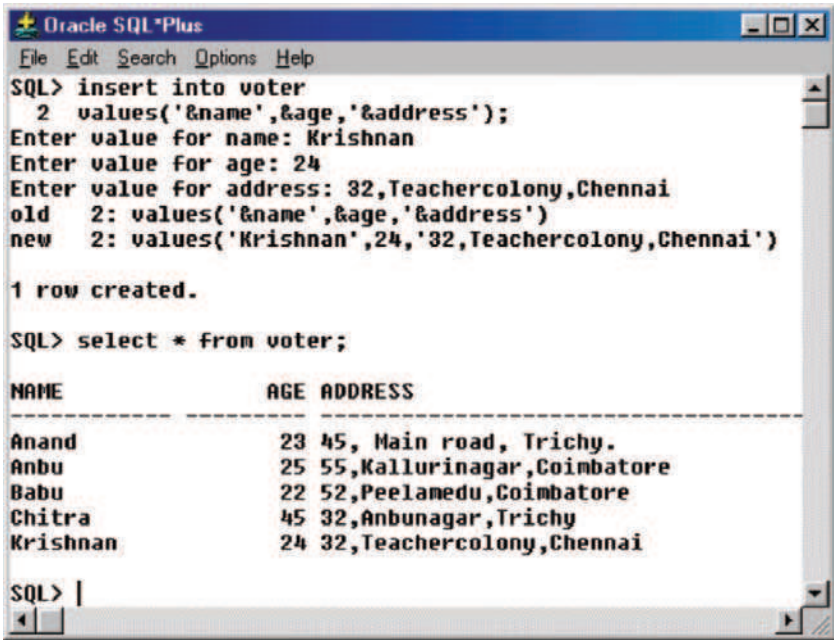 Oracle SQL*Plus
File Edit Search Options Help
SQL> insert into voter
2 values('&name',&age,'&address');
Enter value for name: Krishnan
Enter value for age: 24
Enter value for address: 32,Teachercolony,Chennai
old 2: values('&name',&age,'&address')
new 2: values('Krishnan',24,'32,Teachercolony,Chennai')
1 row created.
SQL> select * from voter;
NAME AGE ADDRESS
------------ ---------- -----------------------------------
Anand 23 45, Main road, Trichy.
Anbu 25 55,Kallurinagar,Coimbatore
Babu 22 52,Peelamedu,Coimbatore
Chitra 45 32,Anbunagar,Trichy
Krishnan 24 32,Teachercolony,Chennai
SQL>